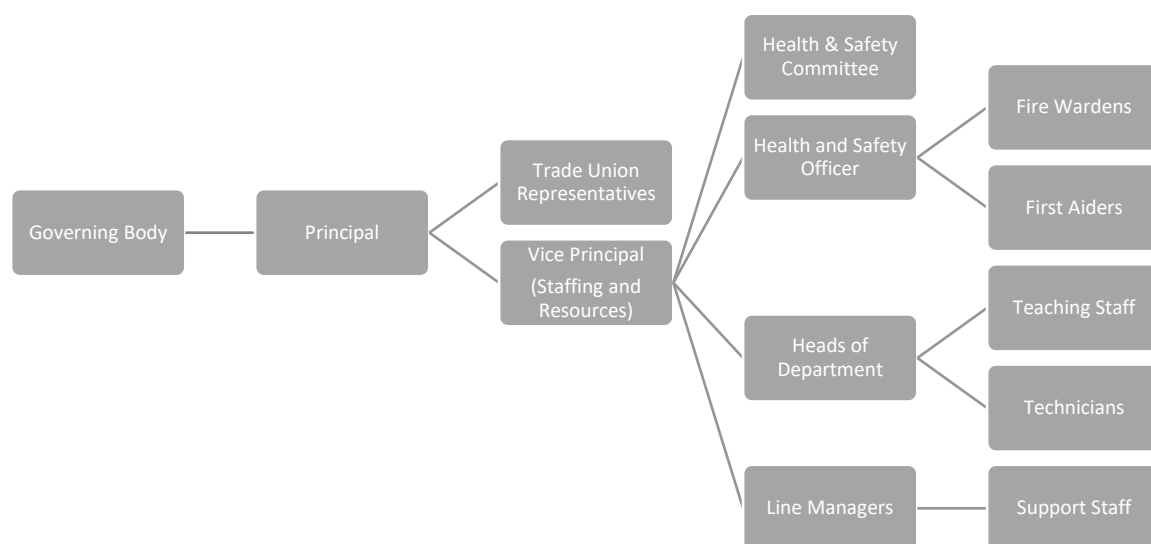 Governing Body
Principal
Trade Union
Representatives
Vice Principal
(Staffing and
Resources)
Health & Safety
Committee
Health and Safety
Officer
Heads of
Department
Line Managers
Fire Wardens
First Aiders
Teaching Staff
Technicians
Support Staff